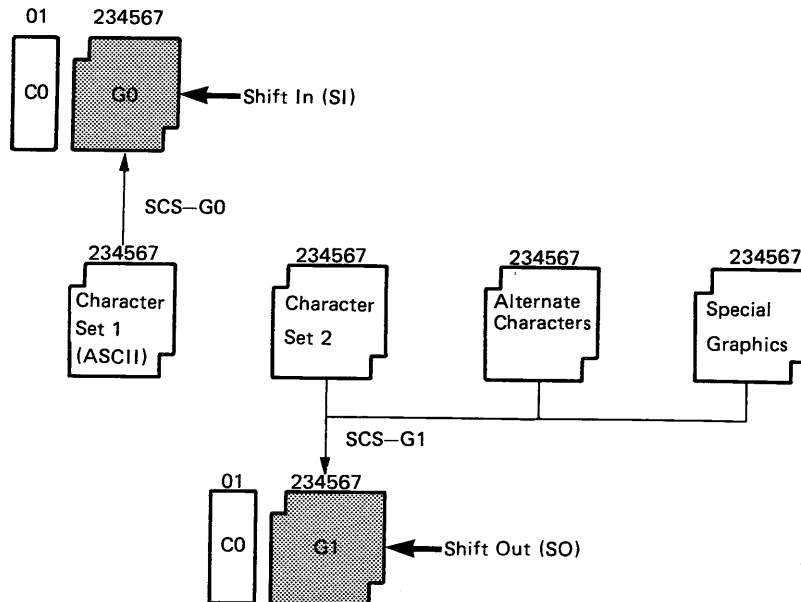 01 234567
C0
G0
Shift In (SI)
SCS—G0
234567
Character
Set 1
(ASCII)
234567
Character
Set 2
234567
Alternate
Characters
234567
Special
Graphics
SCS—G1
01 234567
C0
G1
Shift Out (SO)